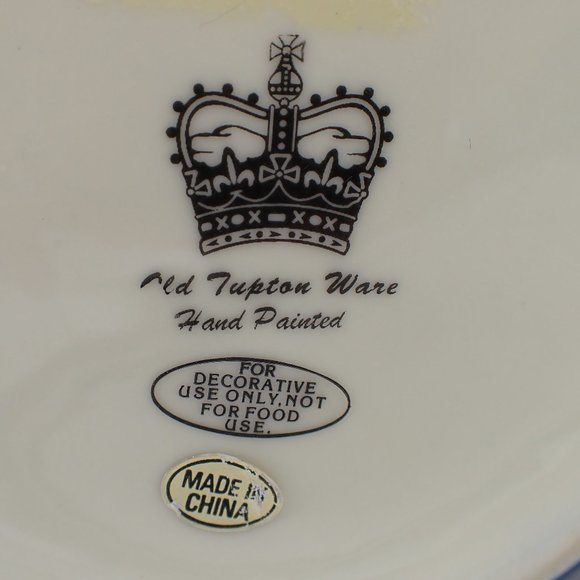 Old Tupton Ware
Hand Painted
FOR
DECORATIVE
USE ONLY, NOT
FOR FOOD
USE.
MADE IN
CHINA